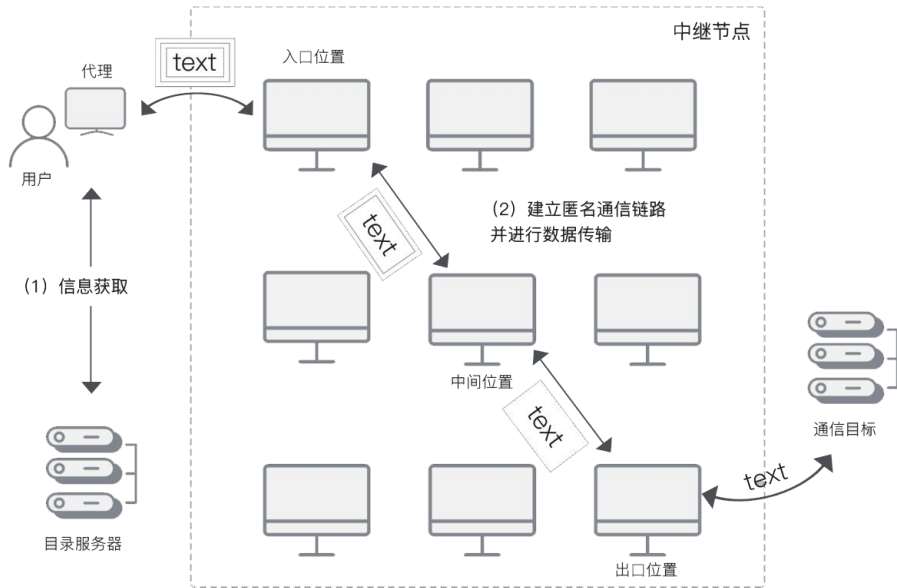 中继节点
text
入口位置
代理
用户
(2)建立匿名通信链路
并进行数据传输
text
(1)信息获取
中间位置
text
通信目标
text
目录服务器
出口位置